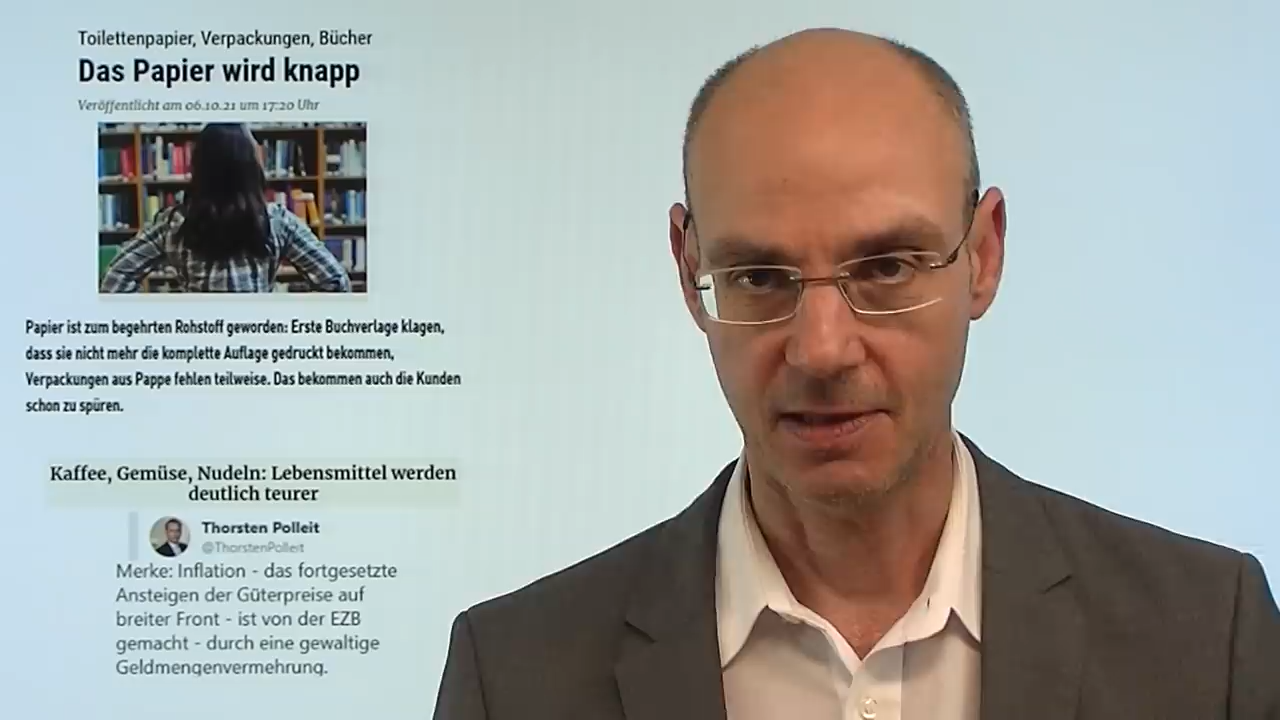 Toilettenpapier, Verpackungen, Bücher
Das Papier wird knapp
Veröffentlicht am 06.10.21 um 17:20 Uhr
Papier ist zum begehrten Rohstoff geworden: Erste Buchverlage klagen,
dass sie nicht mehr die komplette Auflage gedruckt bekommen,
Verpackungen aus Pappe fehlen teilweise. Das bekommen auch die Kunden
schon zu spüren.
Kaffee, Gemüse, Nudeln: Lebensmittel werden
deutlich teurer
Thorsten Polleit
@ThorstenPolleit
Merke: Inflation - das fortgesetzte
Ansteigen der Güterpreise auf
breiter Front - ist von der EZB
gemacht - durch eine gewaltige
Geldmengenvermehrung.